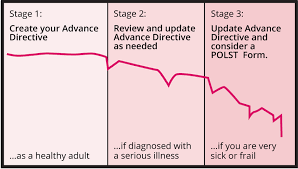 Stage 1:
Create your Advance
Directive
...as a healthy adult
Stage 2:
Review and update
Advance Directive
as needed
...if diagnosed with
a serious illness
Stage 3:
Update Advance
Directive and
consider a
POLST Form.
...if you are very
sick or frail